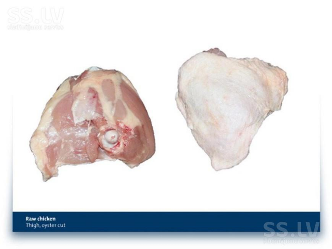 SS.LV
Raw chicken
Thigh, oyster cut
SS.LV